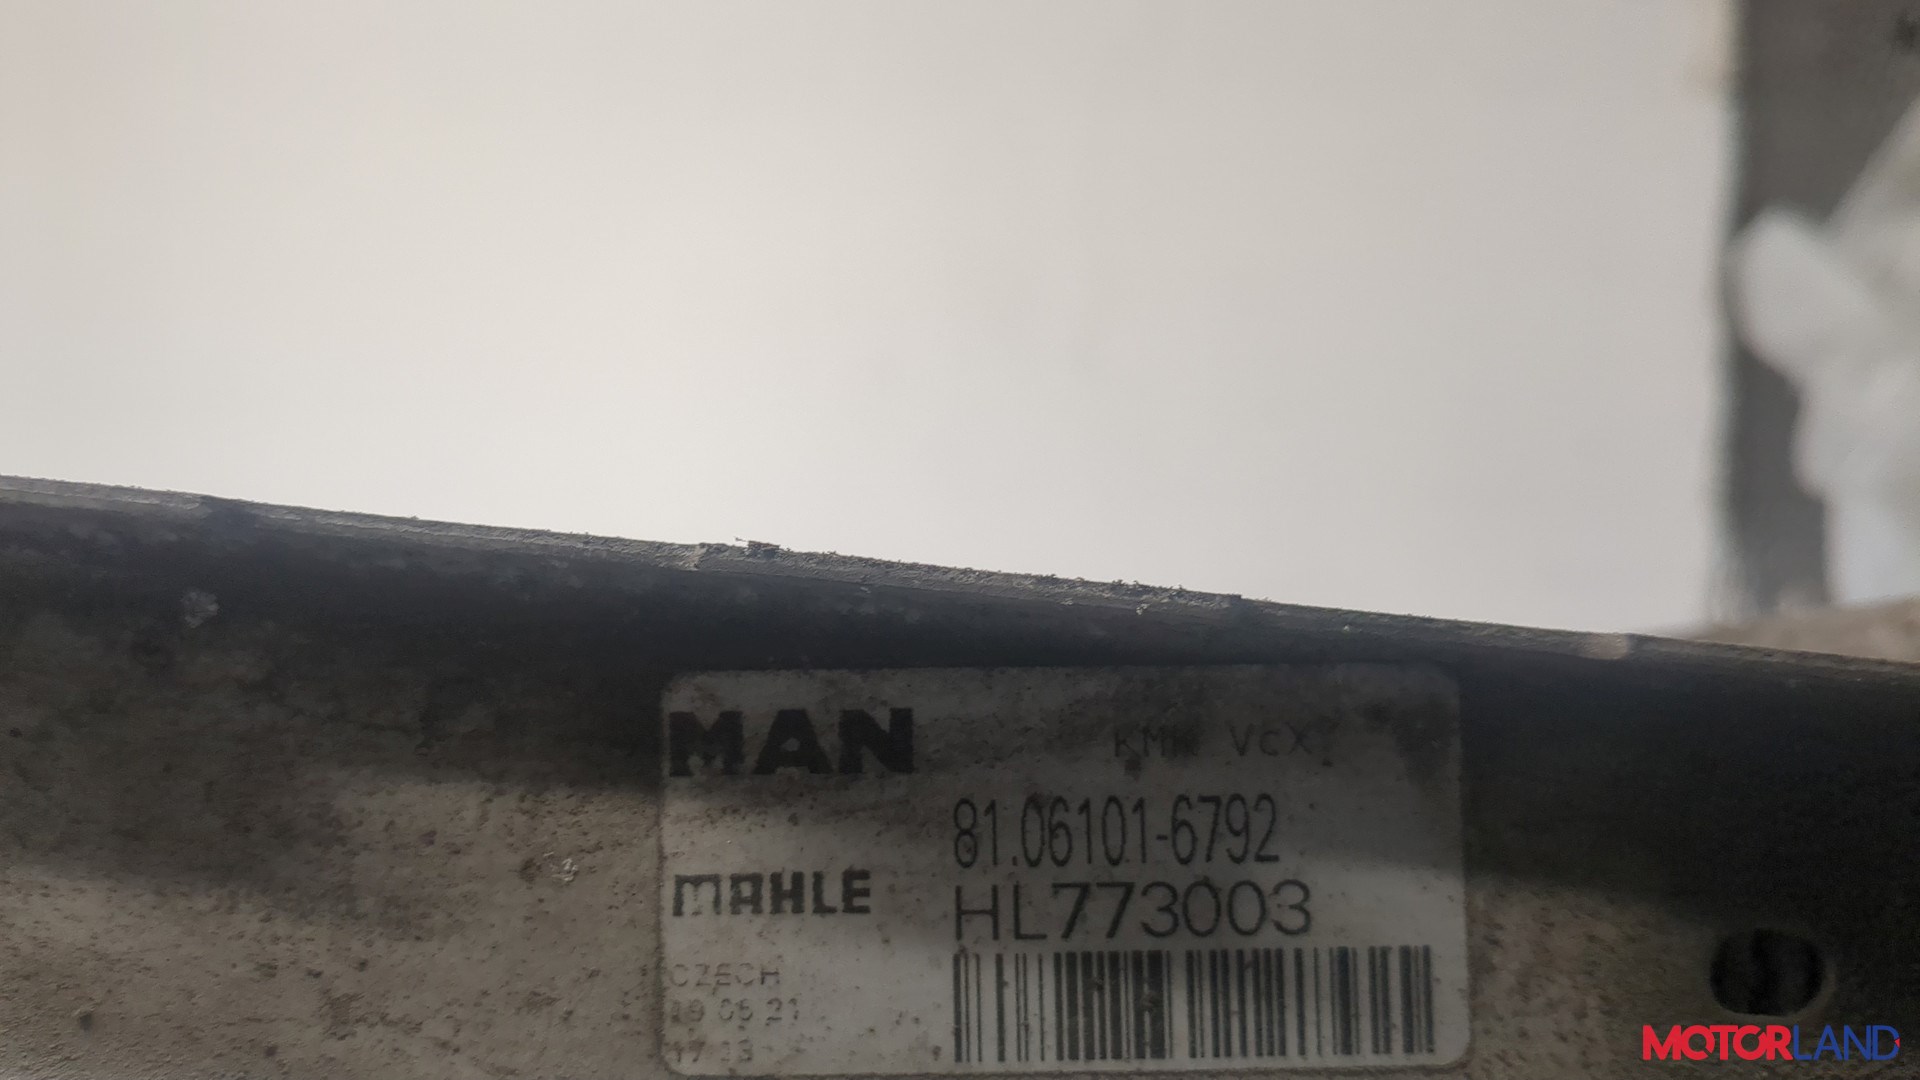 MAN
81.06101-6792
MAHLE
HL773003
CZECH
MOTORLAND